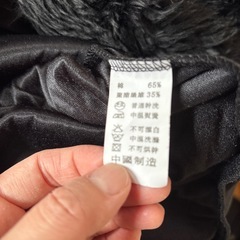 棉 65%
聚酯纖維 35%
普通幹洗
中溫熨燙
不可漂白
中溫洗滌
不可烘幹
中國制造